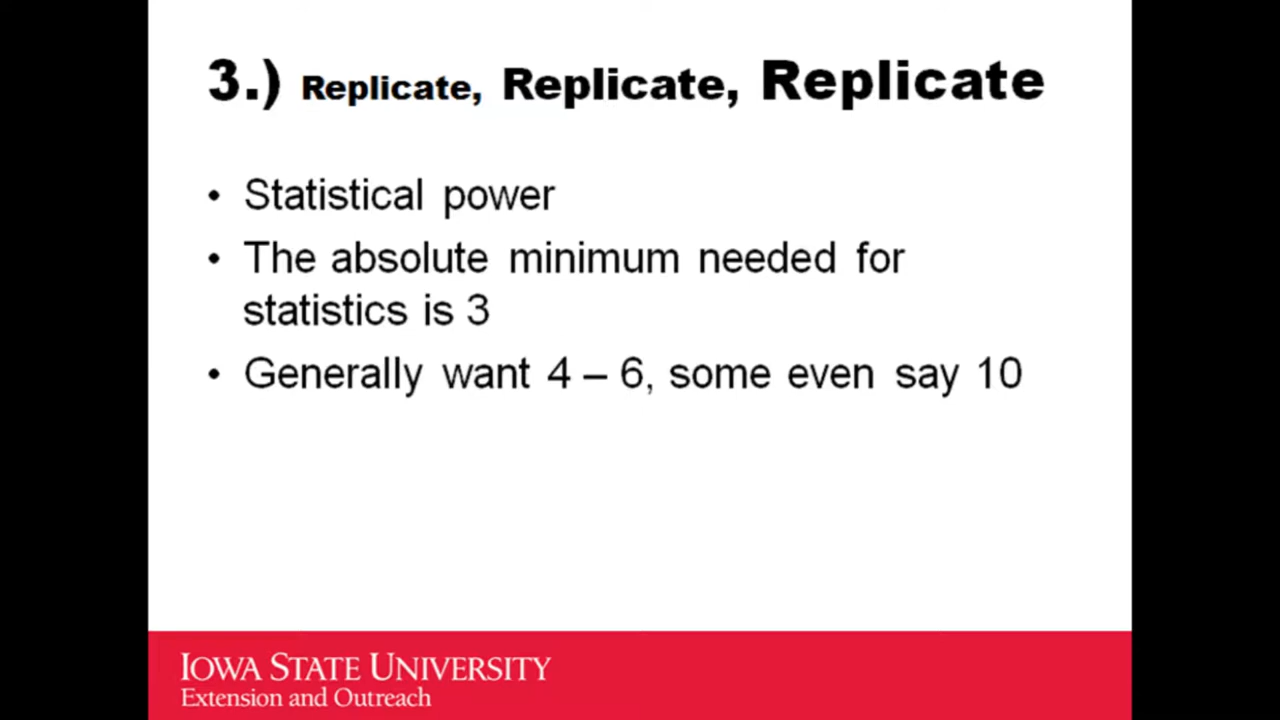 3.) Replicate, Replicate, Replicate
• Statistical power
• The absolute minimum needed for
statistics is 3
• Generally want 4 – 6, some even say 10
IOWA STATE UNIVERSITY
Extension and Outreach